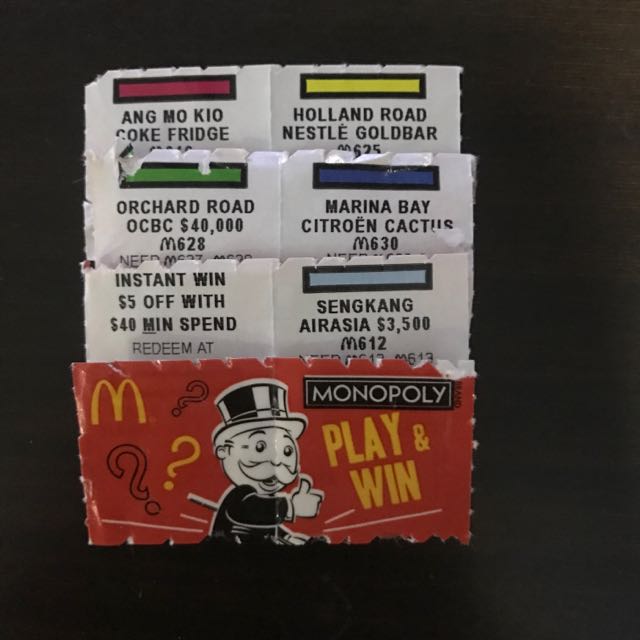 ANG MO KIO
COKE FRIDGE
HOLLAND ROAD
NESTLÉ GOLDBAR
M625
ORCHARD ROAD
OCBC $40,000
M628
MARINA BAY
CITROËN CACTUS
M630
INSTANT WIN
$5 OFF WITH
$40 MIN SPEND
REDEEM AT
SENGKANG
AIRASIA $3,500
M612
M
MONOPOLY
PLAY &
WIN